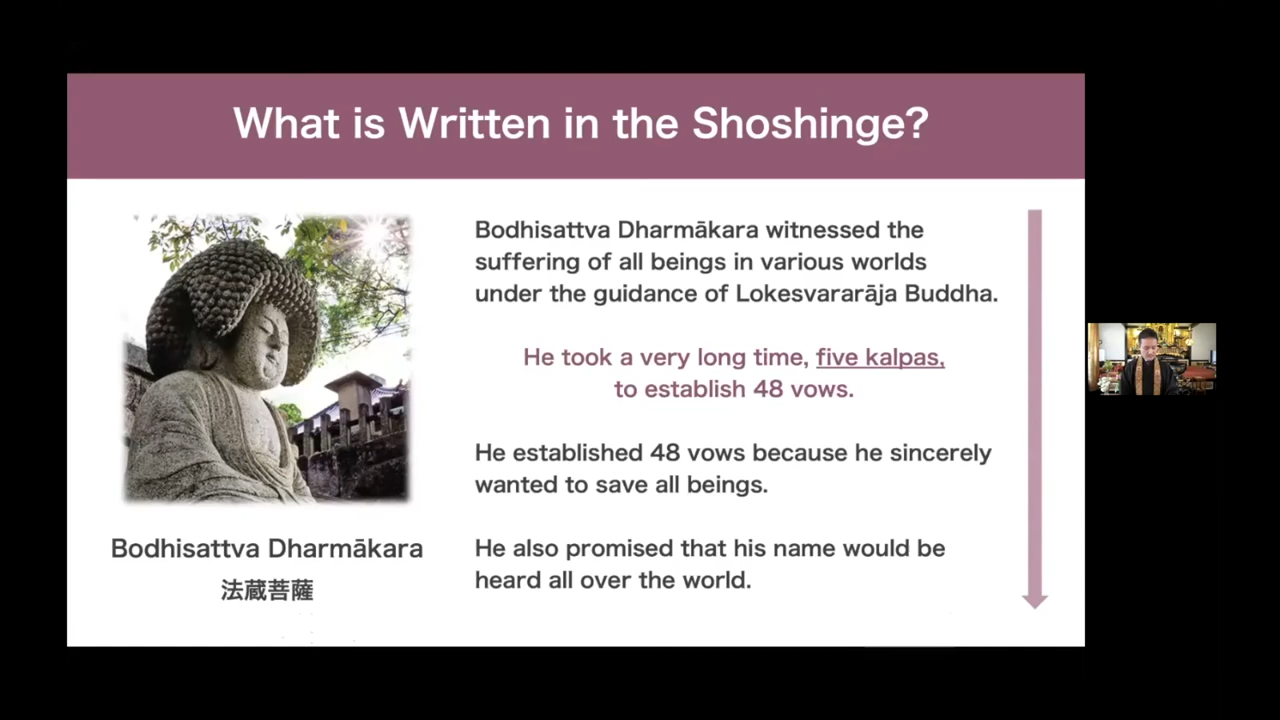 What is Written in the Shoshinge?
Bodhisattva Dharmākara witnessed the
suffering of all beings in various worlds
under the guidance of Lokesvararāja Buddha.
He took a very long time, five kalpas,
to establish 48 vows.
He established 48 vows because he sincerely
wanted to save all beings.
He also promised that his name would be
heard all over the world.
Bodhisattva Dharmākara
法蔵菩薩